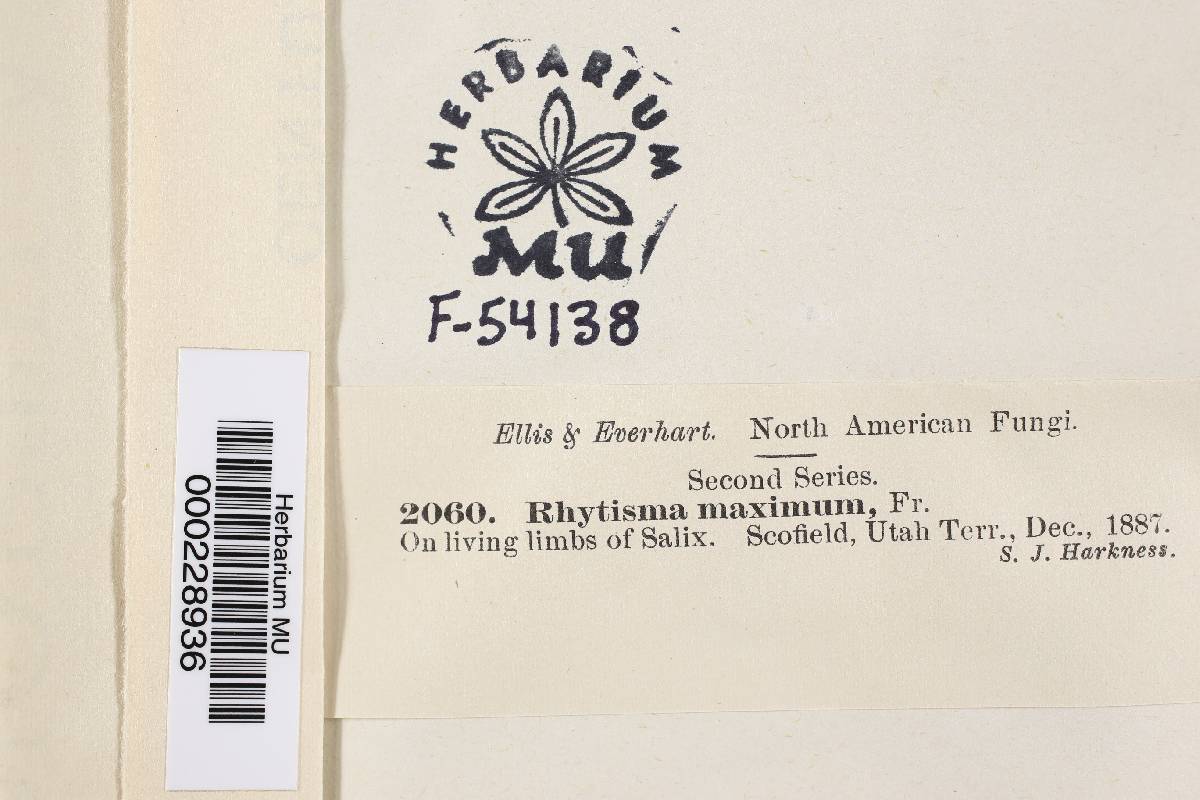 HERBARIUM
MU
F-54138
Ellis & Everhart. North American Fungi.
Second Series.
2060. Rhytisma maximum, Fr.
On living limbs of Salix. Scofield, Utah Terr., Dec., 1887.
S. J. Harkness.
Herbarium MU
000228936